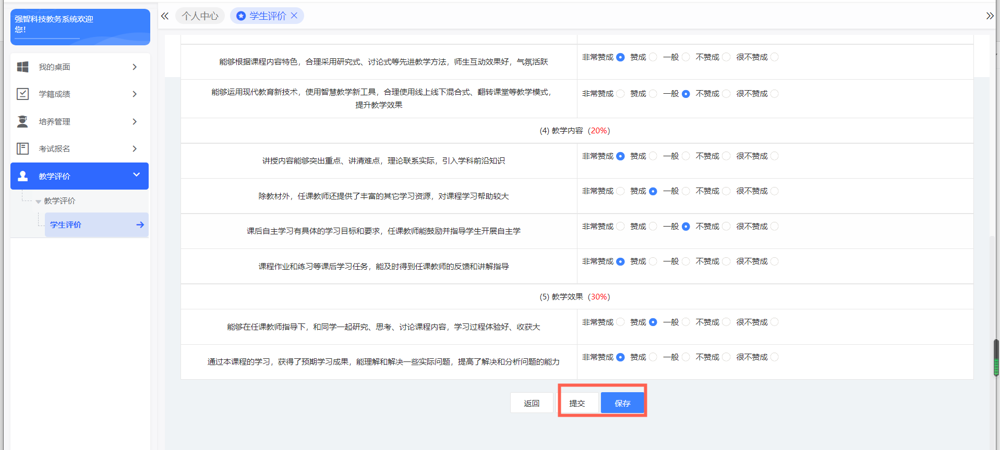 强智科技教务系统欢迎
您!
我的桌面
学籍成绩
培养管理
考试报名
教学评价
教学评价
学生评价
个人中心 学生评价
能够根据课程内容特色，合理采用研究式、讨论式等先进教学方法，师生互动效果好，气氛活跃
非常赞成 赞成 一般 不赞成 很不赞成
能够运用现代教育新技术，使用智慧教学新工具，合理使用线上线下混合式、翻转课堂等教学模式，
提升教学效果
非常赞成 赞成 一般 不赞成 很不赞成
(4) 教学内容（20%）
讲授内容能够突出重点、讲清难点，理论联系实际，引入学科前沿知识
非常赞成 赞成 一般 不赞成 很不赞成
除教材外，任课教师还提供了丰富的其它学习资源，对课程学习帮助较大
非常赞成 赞成 一般 不赞成 很不赞成
课后自主学习有具体的学习目标和要求，任课教师能鼓励并指导学生开展自主学
非常赞成 赞成 一般 不赞成 很不赞成
课程作业和练习等课后学习任务，能及时得到任课教师的反馈和讲解指导
非常赞成 赞成 一般 不赞成 很不赞成
(5) 教学效果（30%）
能够在任课教师指导下，和同学一起研究、思考、讨论课程内容，学习过程体验好、收获大
非常赞成 赞成 一般 不赞成 很不赞成
通过本课程的学习，获得了预期学习成果，能理解和解决一些实际问题，提高了解决和分析问题的能力
非常赞成 赞成 一般 不赞成 很不赞成
返回 提交 保存